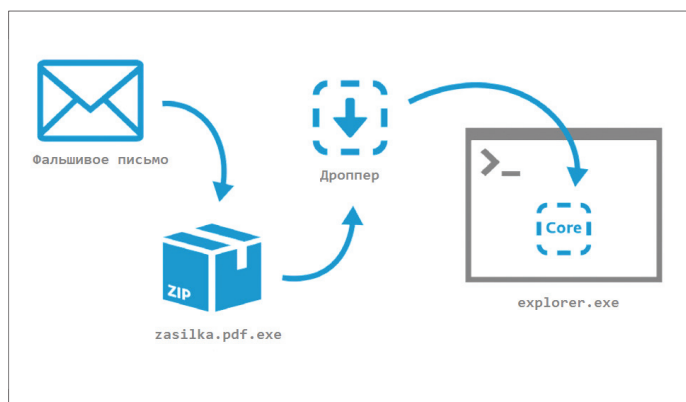 Фальшивое письмо
Дроппер
>_
Core
ZIP
explorer.exe
zasilka.pdf.exe